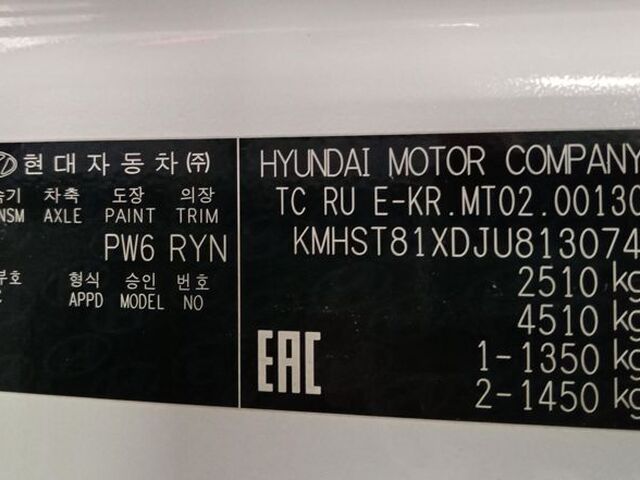 현대자동차㈜
차축 도장 의장
NSM AXLE PAINT TRIM
PW6 RYN
형식 승인 번호
APPD MODEL NO
HYUNDAI MOTOR COMPANY
TC RU E-KR.MT02.00130
KMHST81XDJU813074
2510 kg
4510 kg
1-1350 kg
2-1450 kg
EAC